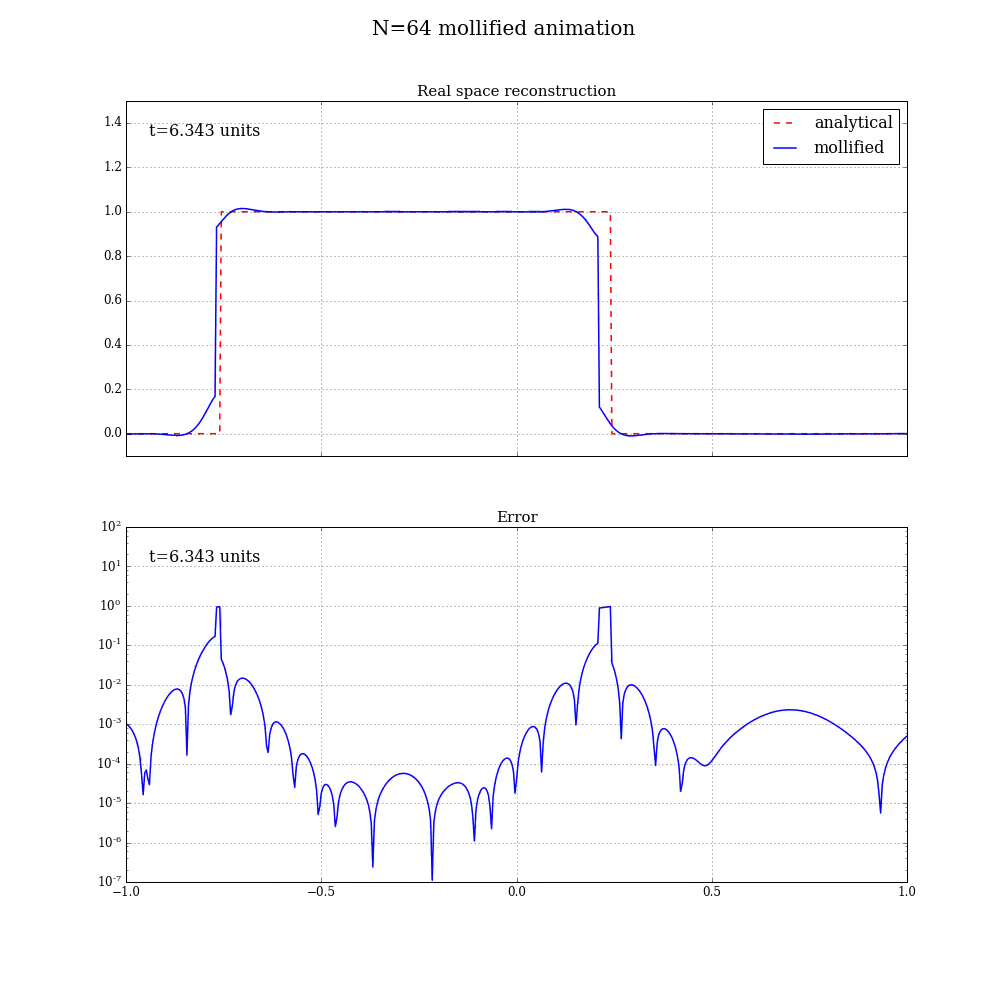 N=64 mollified animation
Real space reconstruction
t=6.343 units
analytical
mollified
1.4
1.2
1.0
0.8
0.6
0.4
0.2
0.0
Error
t=6.343 units
10²
10¹
10⁰
10⁻¹
10⁻²
10⁻³
10⁻⁴
10⁻⁵
10⁻⁶
10⁻⁷
−1.0 −0.5 0.0 0.5 1.0